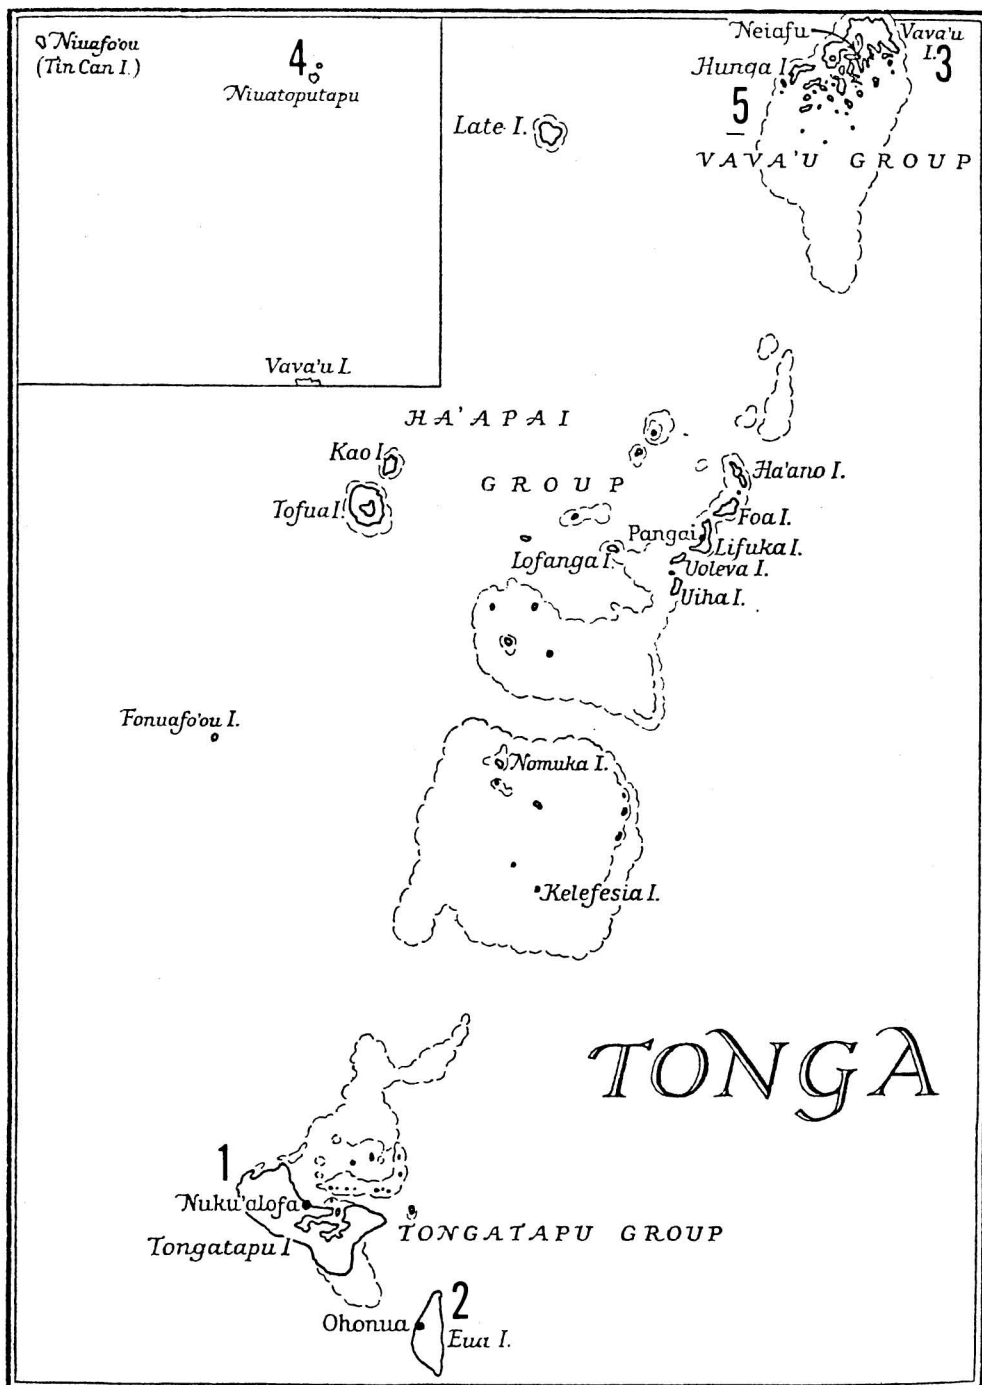 Niuafo'ou
(Tin Can I.)
4
Niuatoputapu
Vava'u I.
Neiafu
Vava'u
I.
3
Hunga I.
5
Late I.
VAVA'U GROUP
HA'APAI
GROUP
Kao I.
Tofua I.
Ha'ano I.
Foa I.
Pangai
Lifuka I.
Lofanga I.
Uoleva I.
Uiha I.
Fonuafo'ou I.
Nomuka I.
Kelefesia I.
TONGA
1
Nuku'alofa
Tongatapu I
TONGATAPU GROUP
2
Ohonua
Eua I.